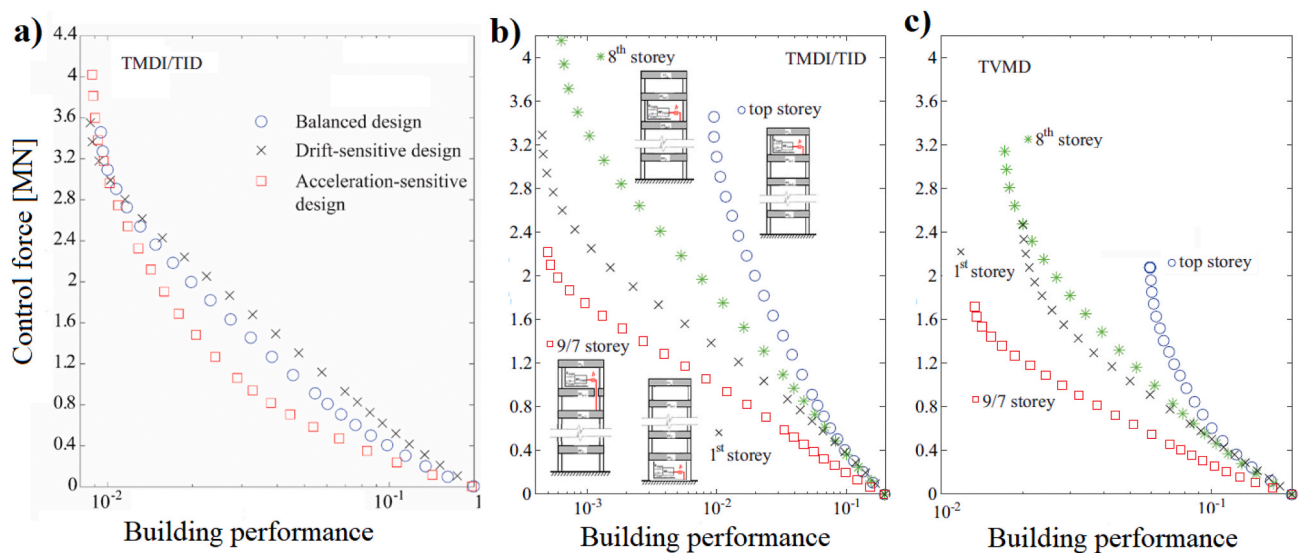 a)
TMDI/TID
Balanced design
Drift-sensitive design
Acceleration-sensitive
design
Control force [MN]
4.4
4
3.6
3.2
2.8
2.4
2
1.6
1.2
0.8
0.4
0
10⁻²
10⁻¹
1
Building performance
b)
8th storey
TMDI/TID
top storey
9/7 storey
1st storey
4
3.6
3.2
2.8
2.4
2
1.6
1.2
0.8
0.4
0
10⁻³
10⁻²
10⁻¹
Building performance
c)
TVMD
8th storey
1st storey
top storey
9/7 storey
4
3.6
3.2
2.8
2.4
2
1.6
1.2
0.8
0.4
0
10⁻²
10⁻¹
Building performance